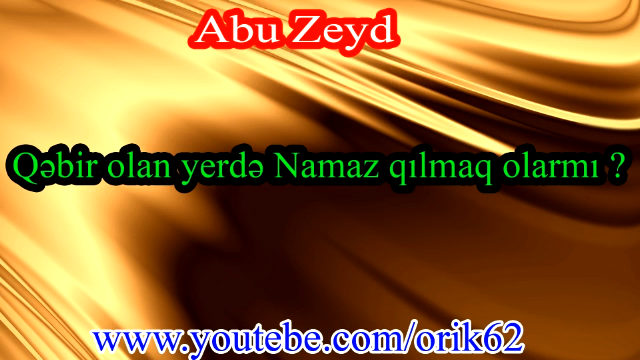 Abu Zeyd
Qəbir olan yerdə Namaz qılmaq olarmı ?
www.youtebe.com/orik62